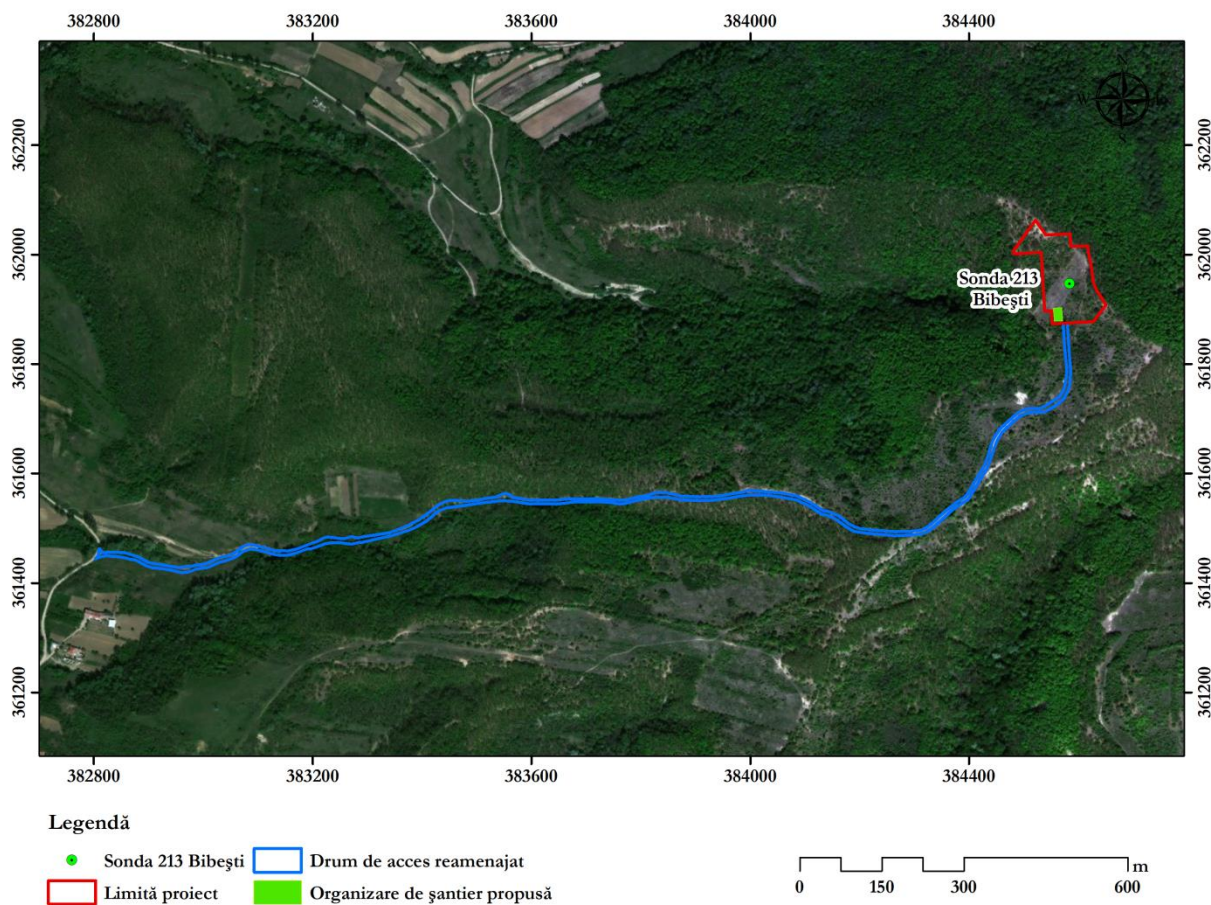 382800 383200 383600 384000 384400
N
W
362200 362200
362000 362000
Sonda 213
Bibeşti
361800 361800
361600 361600
361400 361400
361200 361200
382800 383200 383600 384000 384400
Legendă
Sonda 213 Bibeşti Drum de acces reamenajat
Limită proiect Organizare de şantier propusă
m
0 150 300 600